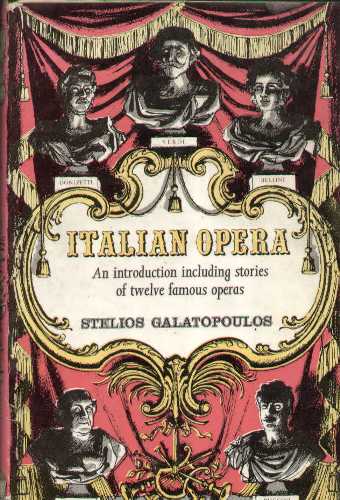 VERDI
DONIZETTI
BELLINI
ITALIAN OPERA
An introduction including stories
of twelve famous operas
STELIOS GALATOPOULOS